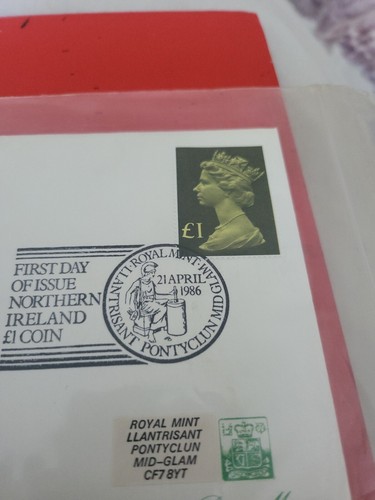 £1
FIRST DAY
OF ISSUE
NORTHERN
IRELAND
£1 COIN
ROYAL MINT
LLANTRISANT PONTYCLUN MID GLAM
21 APRIL
1986
ROYAL MINT
LLANTRISANT
PONTYCLUN
MID-GLAM
CF7 8YT